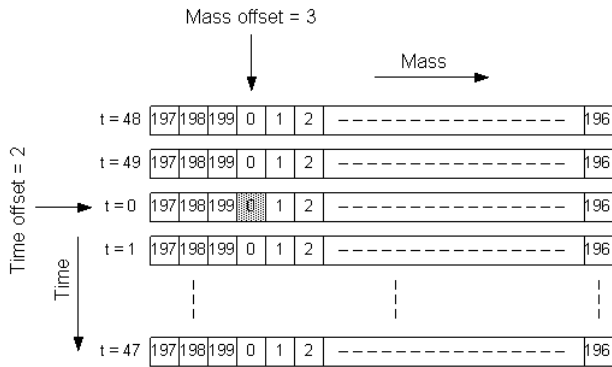 Mass offset = 3
Mass
t = 48 197 198 199 0 1 2 196
t = 49 197 198 199 0 1 2 196
t = 0 197 198 199 0 1 2 196
t = 1 197 198 199 0 1 2 196
t = 47 197 198 199 0 1 2 196
Time offset = 2
Time